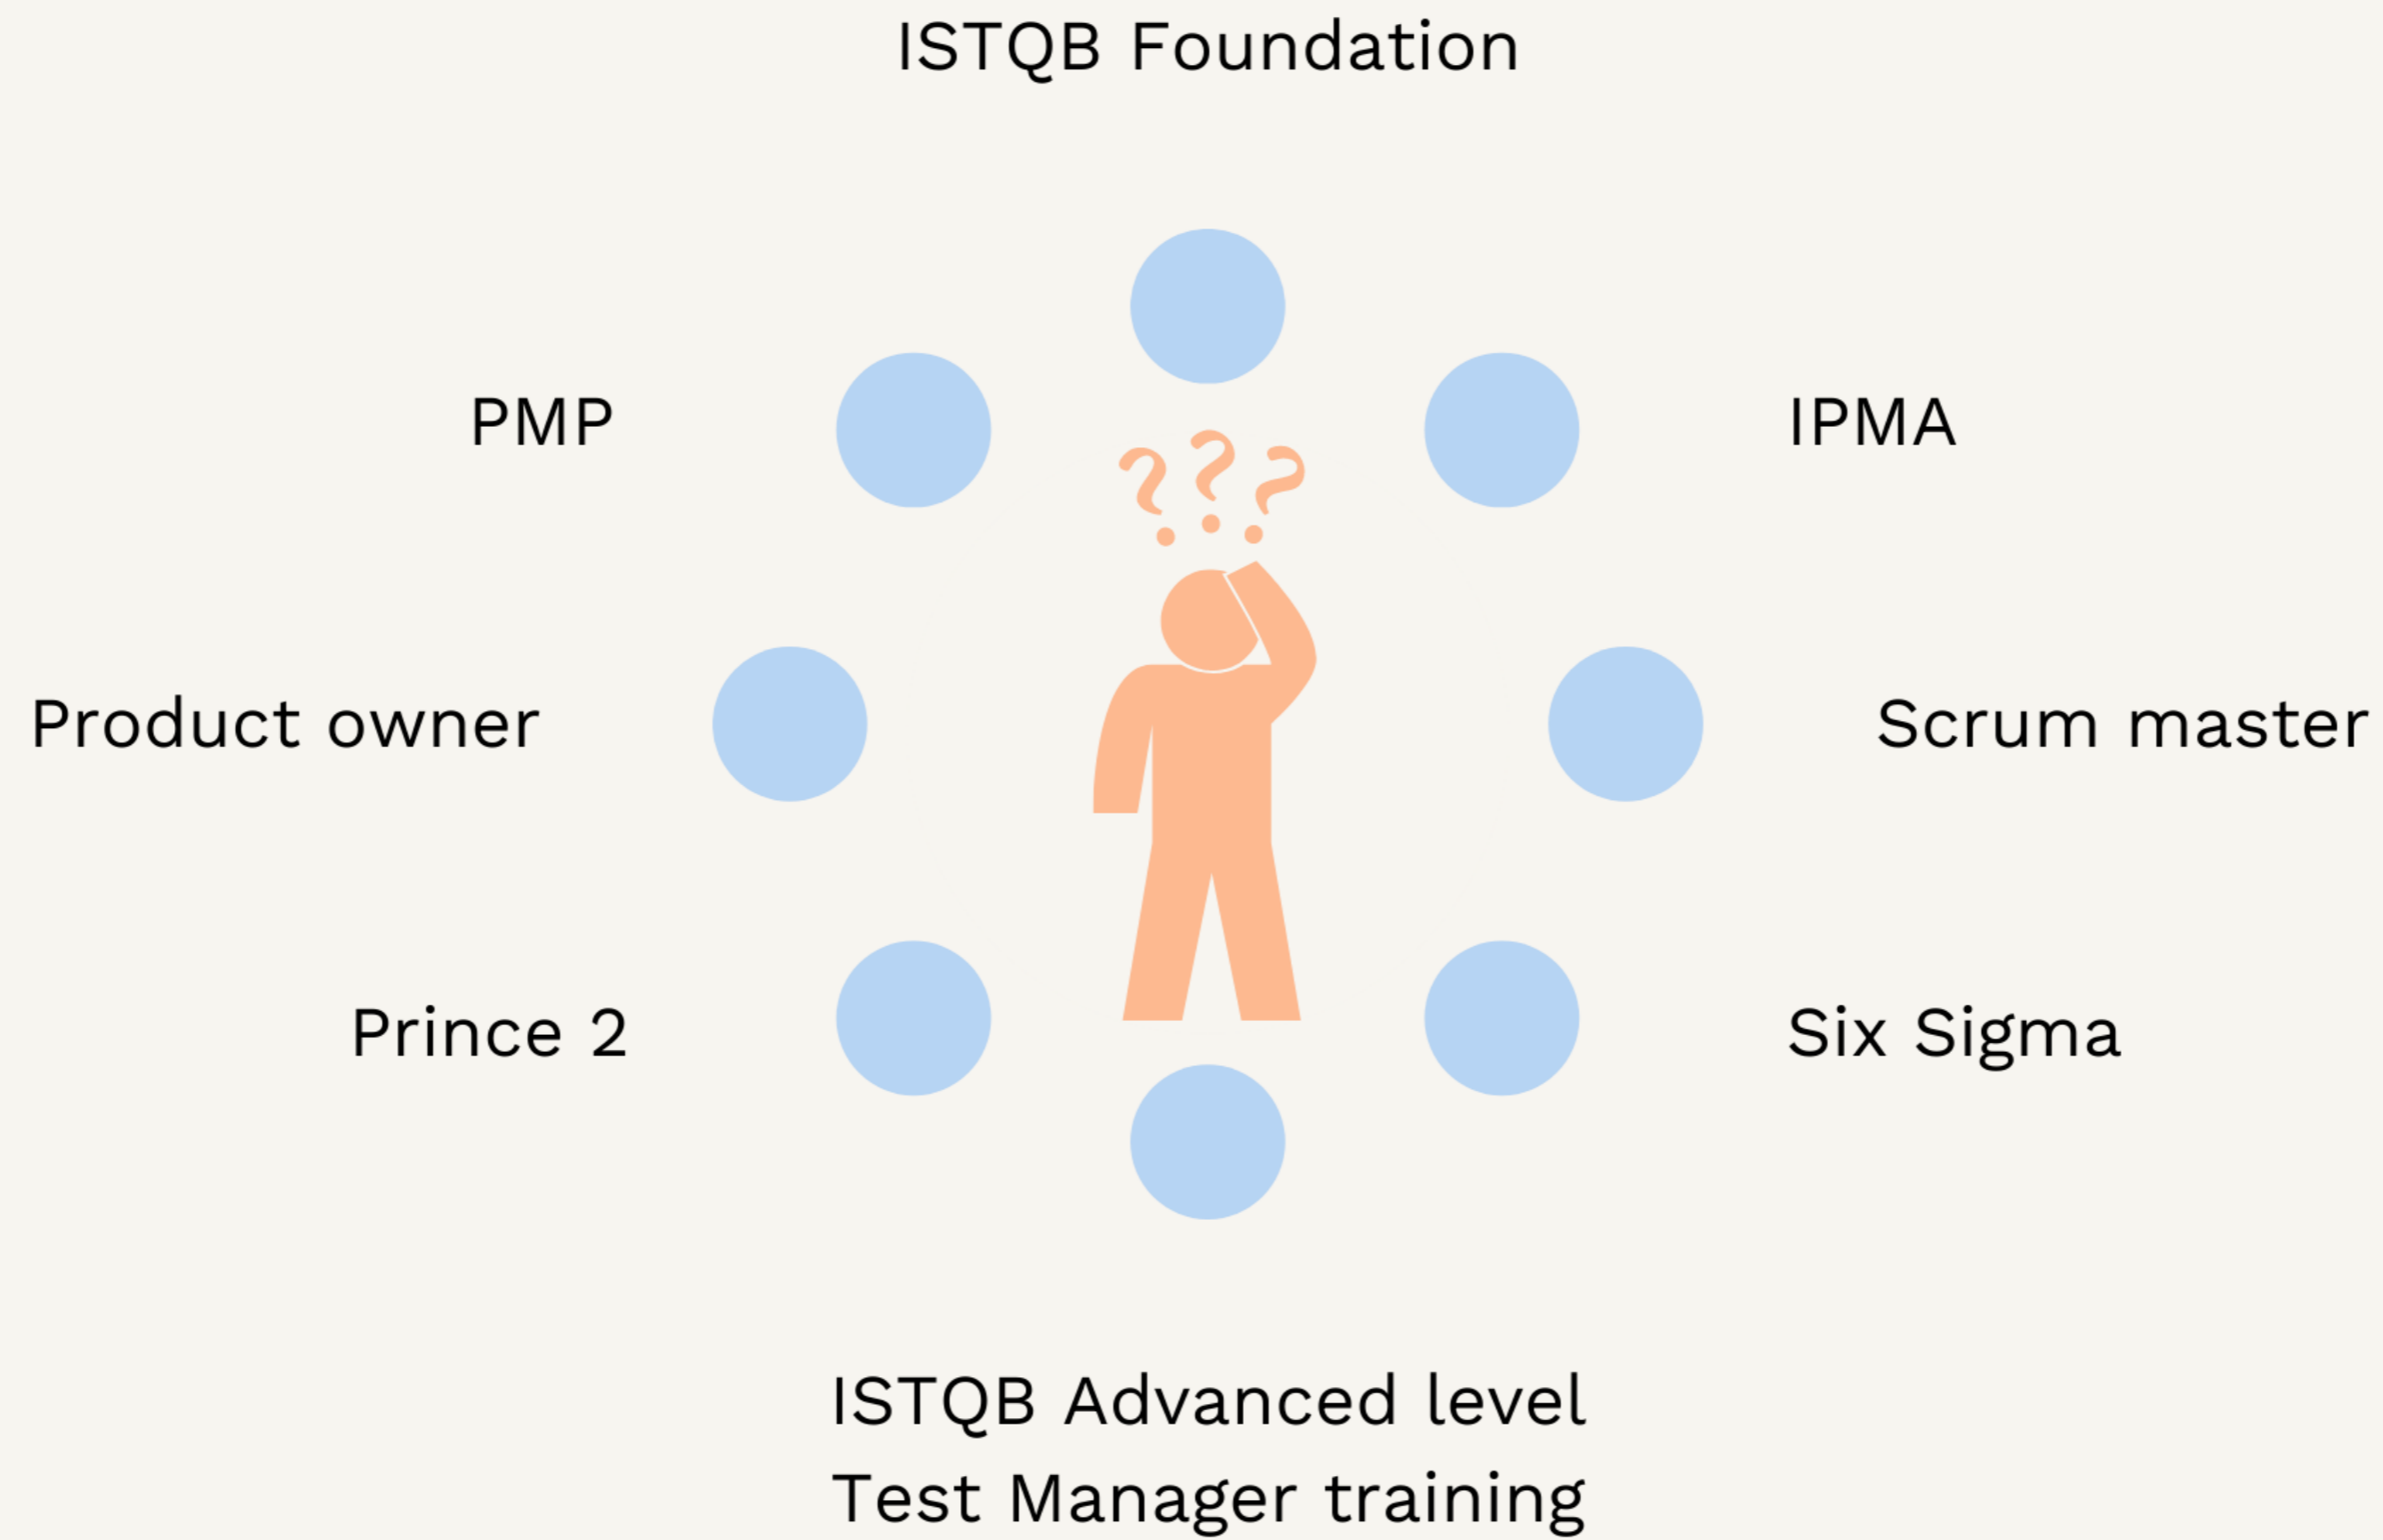 ISTQB Foundation
PMP
IPMA
Product owner
Scrum master
Prince 2
Six Sigma
ISTQB Advanced level
Test Manager training